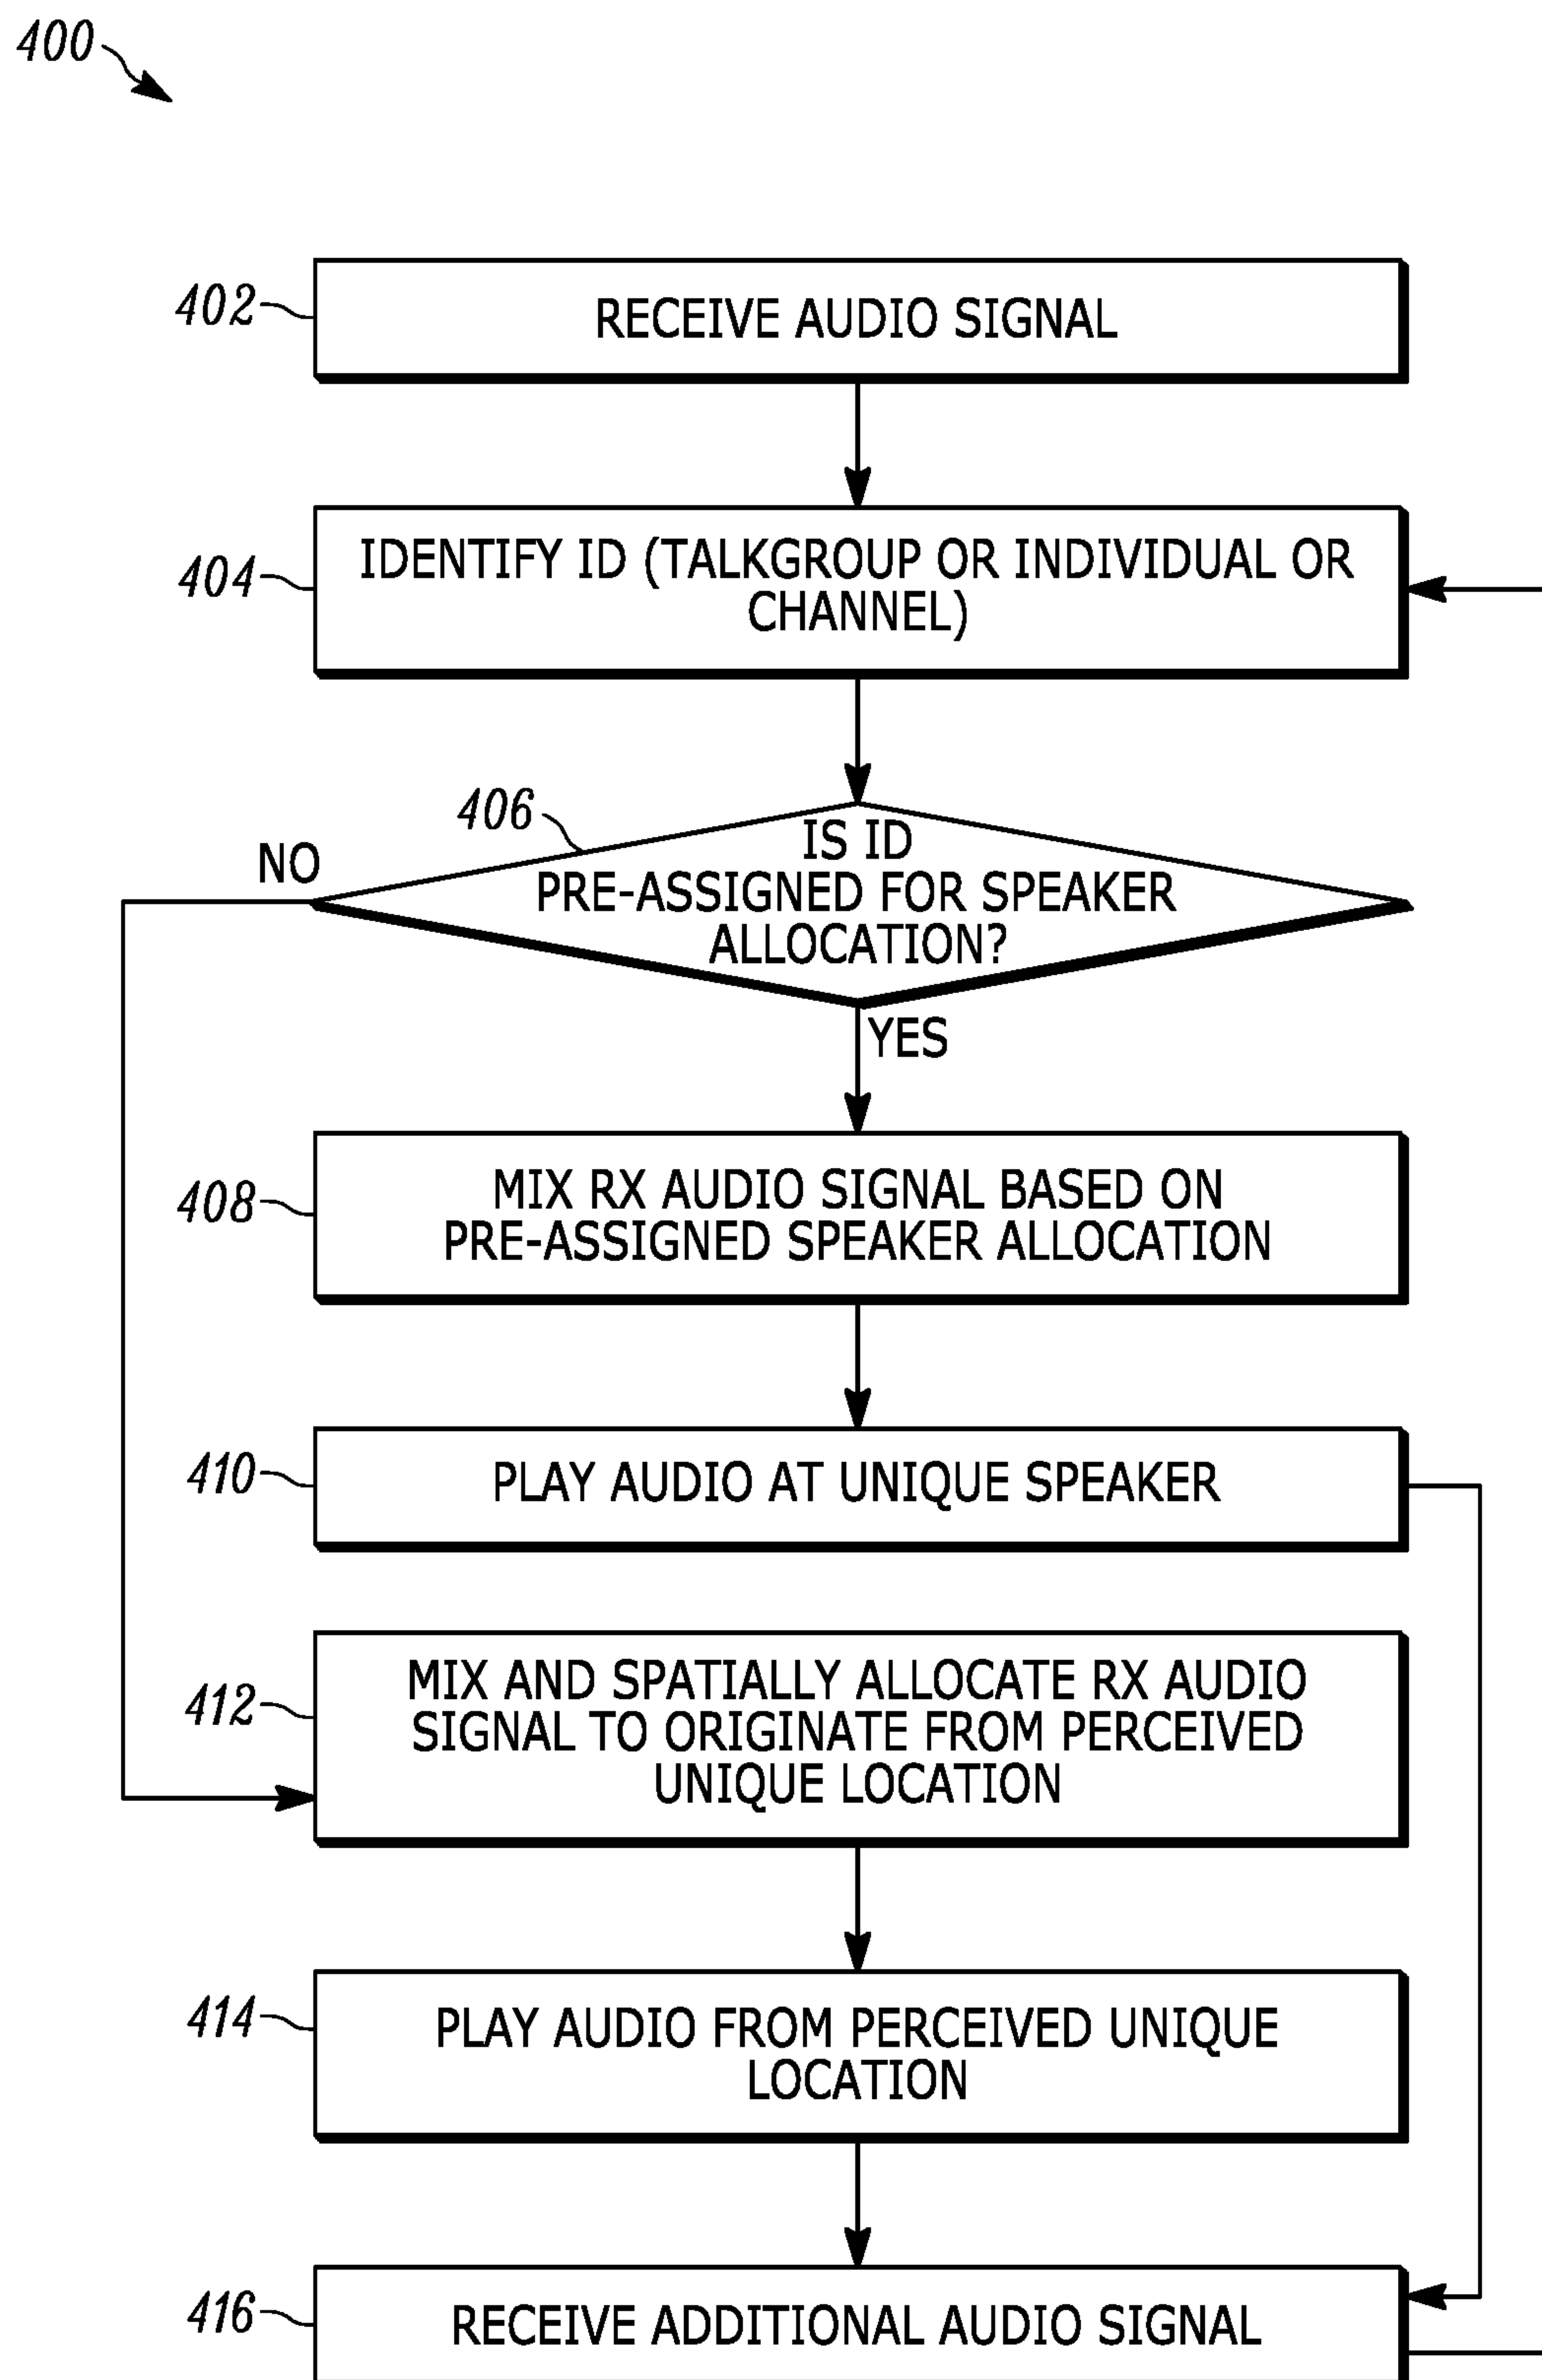 400
402
RECEIVE AUDIO SIGNAL
404
IDENTIFY ID (TALKGROUP OR INDIVIDUAL OR
CHANNEL)
406
NO
IS ID
PRE-ASSIGNED FOR SPEAKER
ALLOCATION?
YES
408
MIX RX AUDIO SIGNAL BASED ON
PRE-ASSIGNED SPEAKER ALLOCATION
410
PLAY AUDIO AT UNIQUE SPEAKER
412
MIX AND SPATIALLY ALLOCATE RX AUDIO
SIGNAL TO ORIGINATE FROM PERCEIVED
UNIQUE LOCATION
414
PLAY AUDIO FROM PERCEIVED UNIQUE
LOCATION
416
RECEIVE ADDITIONAL AUDIO SIGNAL